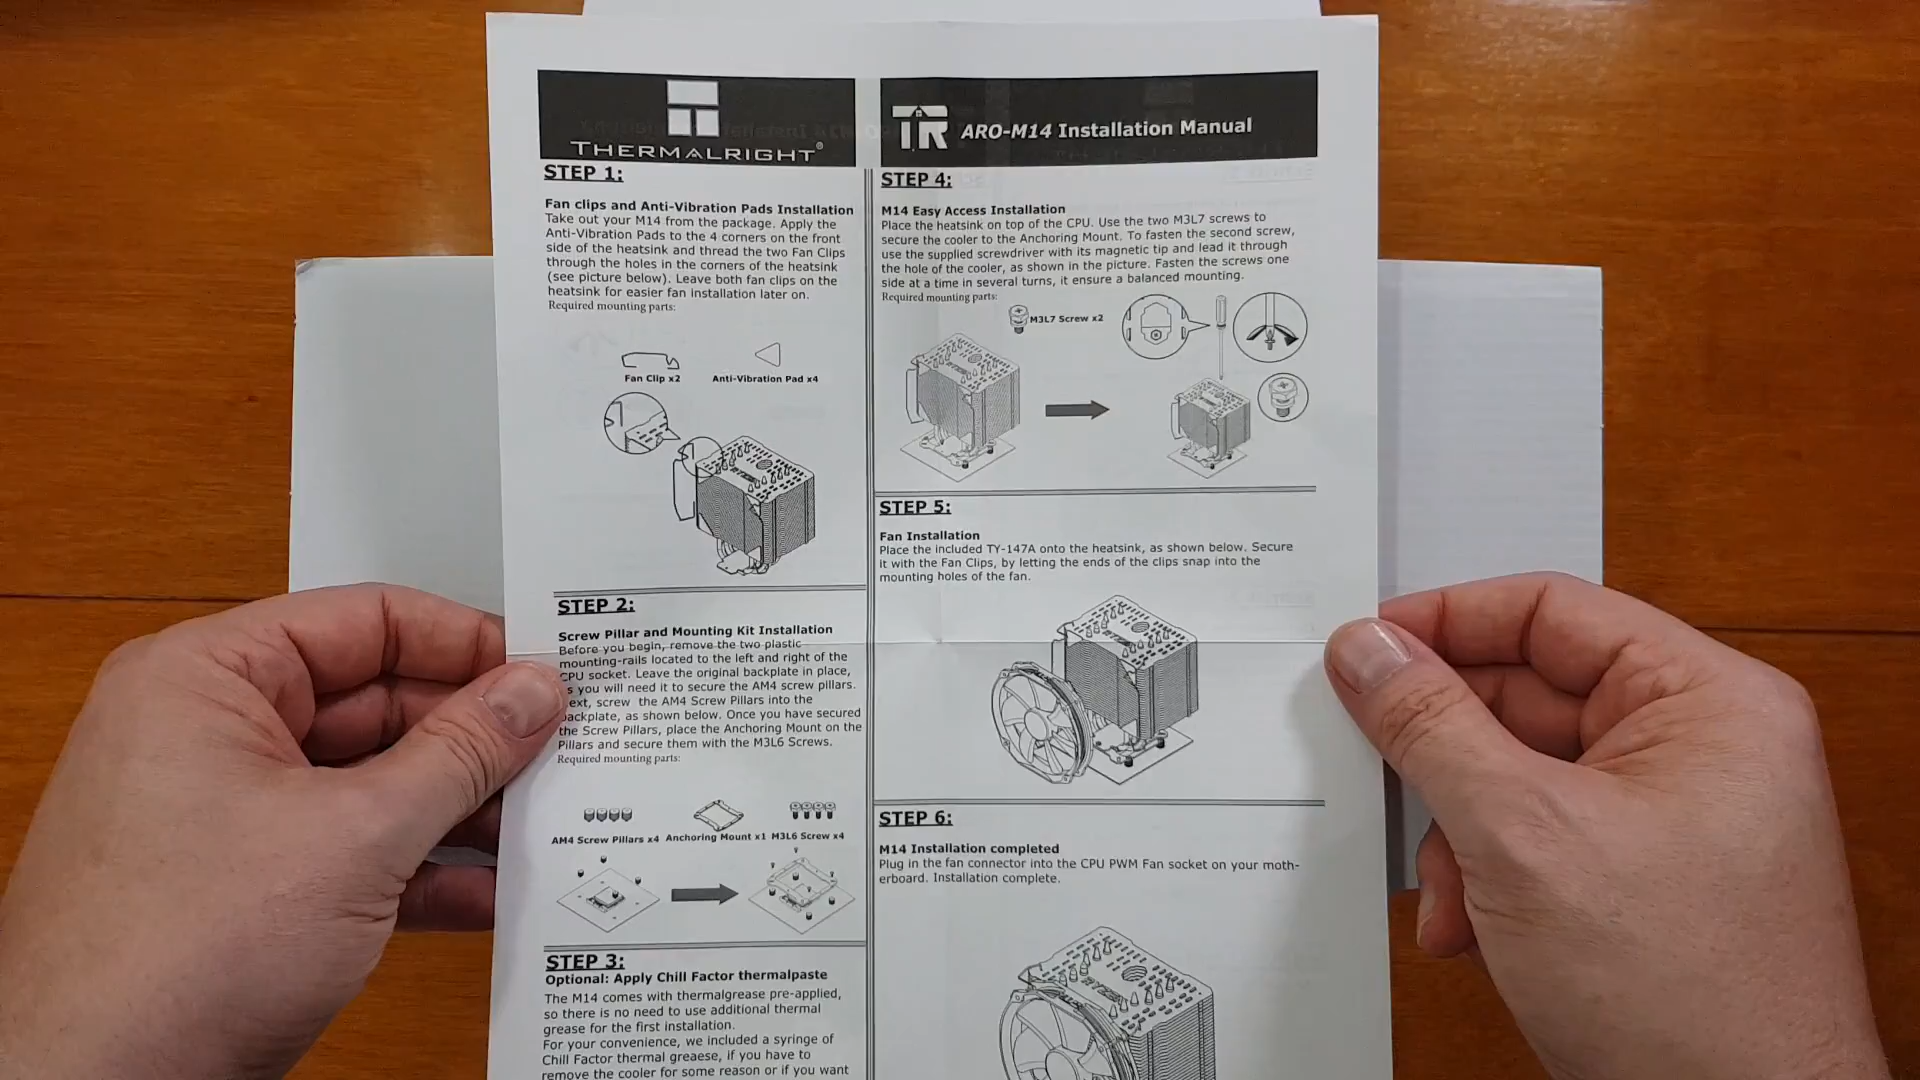 THERMALRIGHT®
STEP 1:
Fan clips and Anti-Vibration Pads Installation
Take out your M14 from the package. Apply the
Anti-Vibration Pads to the 4 corners on the front
side of the heatsink and thread the two Fan Clips
through the holes in the corners of the heatsink
(see picture below). Leave both fan clips on the
heatsink for easier fan installation later on.
Required mounting parts:
Fan Clip x2
Anti-Vibration Pad x4
STEP 2:
Screw Pillar and Mounting Kit Installation
Before you begin, remove the two plastic
mounting-rails located to the left and right of the
CPU socket. Leave the original backplate in place,
s you will need it to secure the AM4 screw pillars.
ext, screw the AM4 Screw Pillars into the
backplate, as shown below. Once you have secured
the Screw Pillars, place the Anchoring Mount on the
Pillars and secure them with the M3L6 Screws.
Required mounting parts:
AM4 Screw Pillars x4 Anchoring Mount x1 M3L6 Screw x4
STEP 3:
Optional: Apply Chill Factor thermalpaste
The M14 comes with thermalgrease pre-applied,
so there is no need to use additional thermal
grease for the first installation.
For your convenience, we included a syringe of
Chill Factor thermal greaese, if you have to
remove the cooler for some reason or if you want
TR ARO-M14 Installation Manual
STEP 4:
M14 Easy Access Installation
Place the heatsink on top of the CPU. Use the two M3L7 screws to
secure the cooler to the Anchoring Mount. To fasten the second screw,
use the supplied screwdriver with its magnetic tip and lead it through
the hole of the cooler, as shown in the picture. Fasten the screws one
side at a time in several turns, it ensure a balanced mounting.
Required mounting parts:
M3L7 Screw x2
STEP 5:
Fan Installation
Place the included TY-147A onto the heatsink, as shown below. Secure
it with the Fan Clips, by letting the ends of the clips snap into the
mounting holes of the fan.
STEP 6:
M14 Installation completed
Plug in the fan connector into the CPU PWM Fan socket on your moth-
erboard. Installation complete.